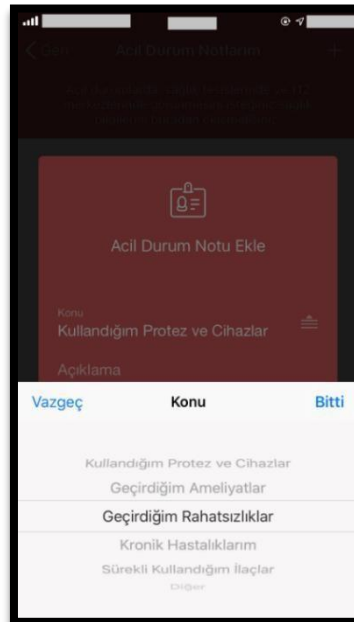 Geri
Acil Durum Notlarım
Acil Durum Notu Ekle
Konu
Kullandığım Protez ve Cihazlar
Açıklama
Vazgeç
Konu
Bitti
Kullandığım Protez ve Cihazlar
Geçirdiğim Ameliyatlar
Geçirdiğim Rahatsızlıklar
Kronik Hastalıklarım
Sürekli Kullandığım İlaçlar
Diğer